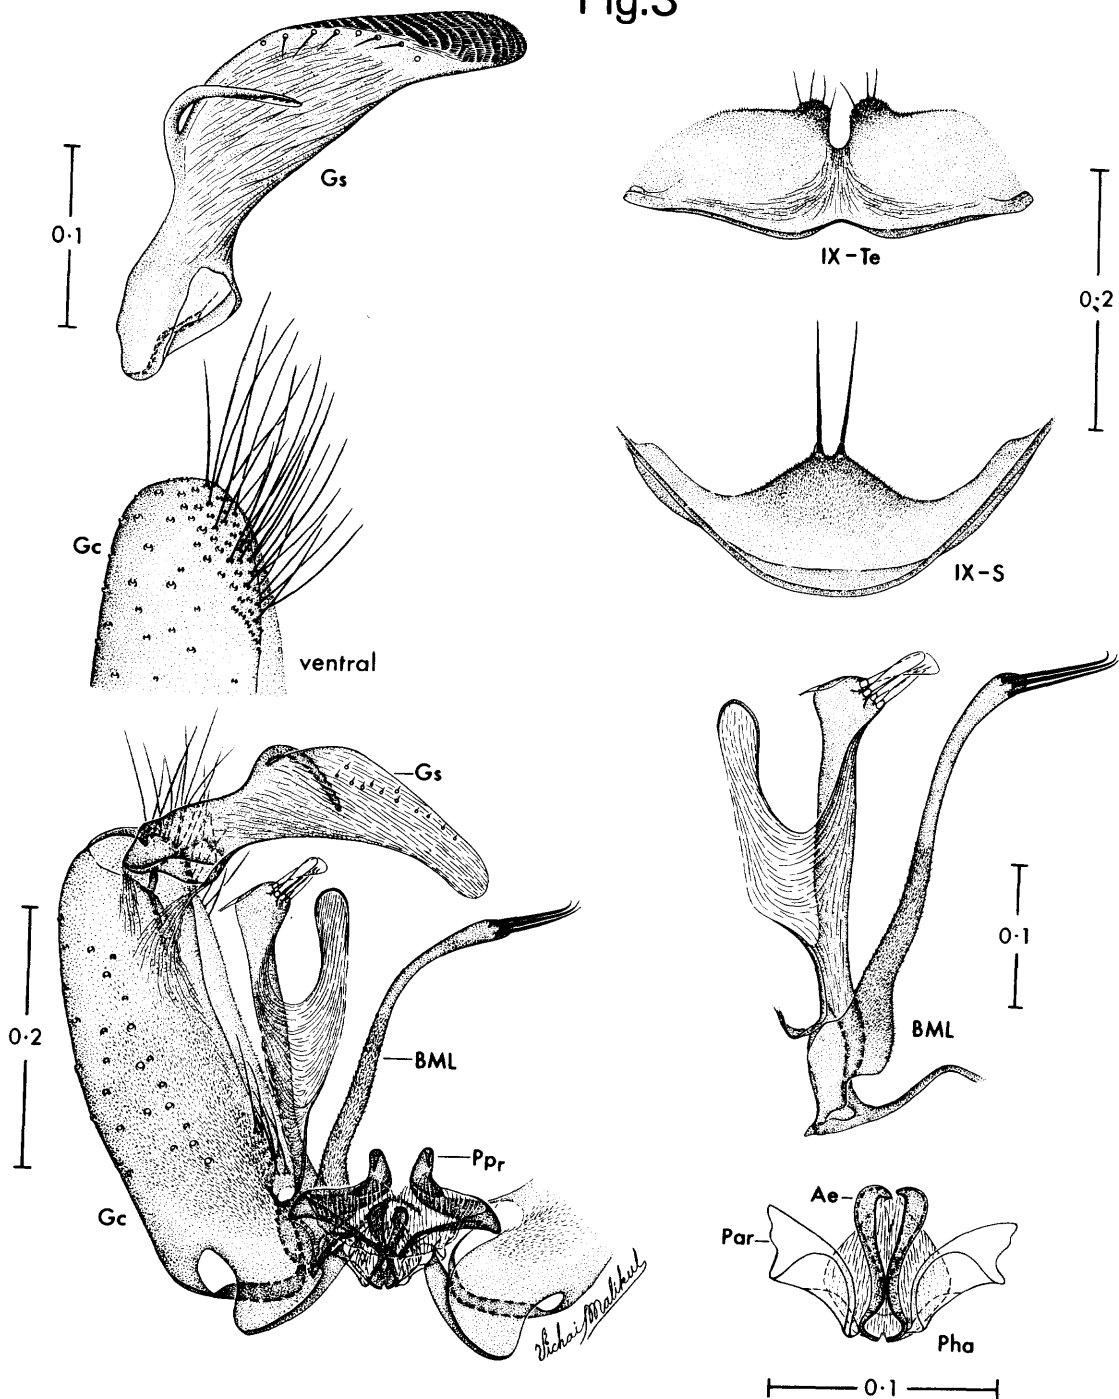 Fig.3
Gs
0·1
IX-Te
0·2
Gc
IX-S
ventral
Gs
0·1
BML
0·2
BML
Ppr
Gc
Ae
Par
Pha
Vichai Malikul
0·1